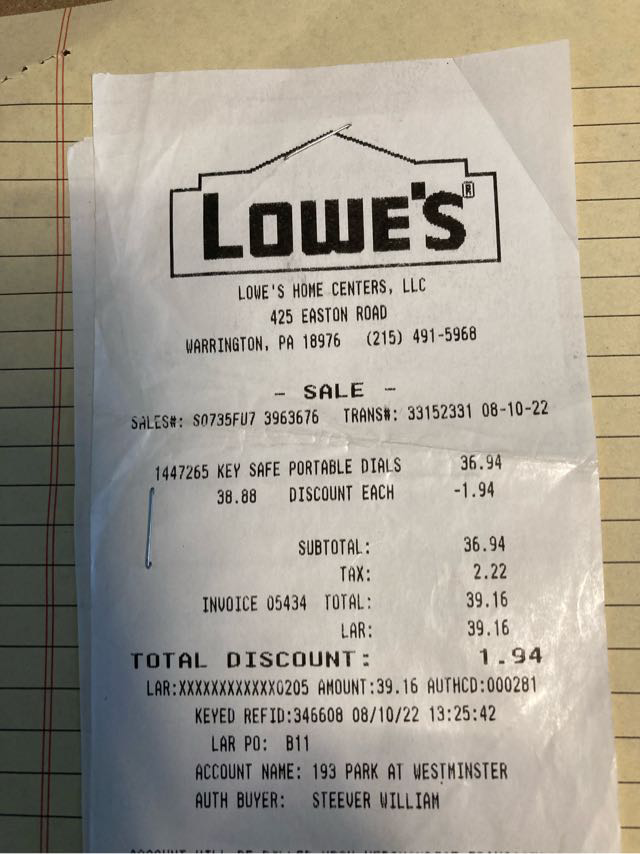 LOWE'S®
LOWE'S HOME CENTERS, LLC
425 EASTON ROAD
WARRINGTON, PA 18976 (215) 491-5968
- SALE -
SALES#: S0735FU7 3963676 TRANS#: 33152331 08-10-22
1447265 KEY SAFE PORTABLE DIALS 36.94
38.88 DISCOUNT EACH -1.94
SUBTOTAL: 36.94
TAX: 2.22
INVOICE 05434 TOTAL: 39.16
LAR: 39.16
TOTAL DISCOUNT: 1.94
LAR:XXXXXXXXXXXX0205 AMOUNT:39.16 AUTHCD:000281
KEYED REFID:346608 08/10/22 13:25:42
LAR PO: B11
ACCOUNT NAME: 193 PARK AT WESTMINSTER
AUTH BUYER: STEEVER WILLIAM